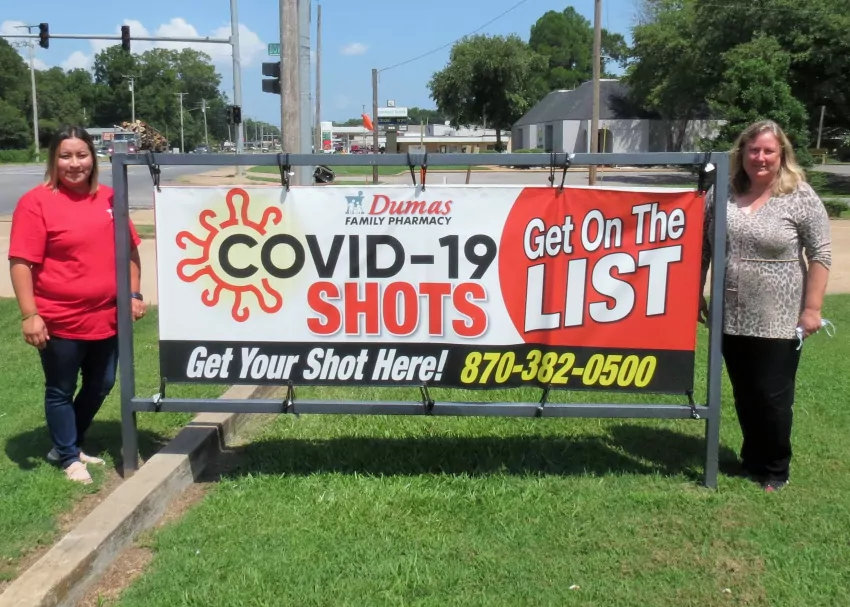 Dumas
FAMILY PHARMACY
COVID-19
SHOTS
Get On The
LIST
Get Your Shot Here! 870-382-0500